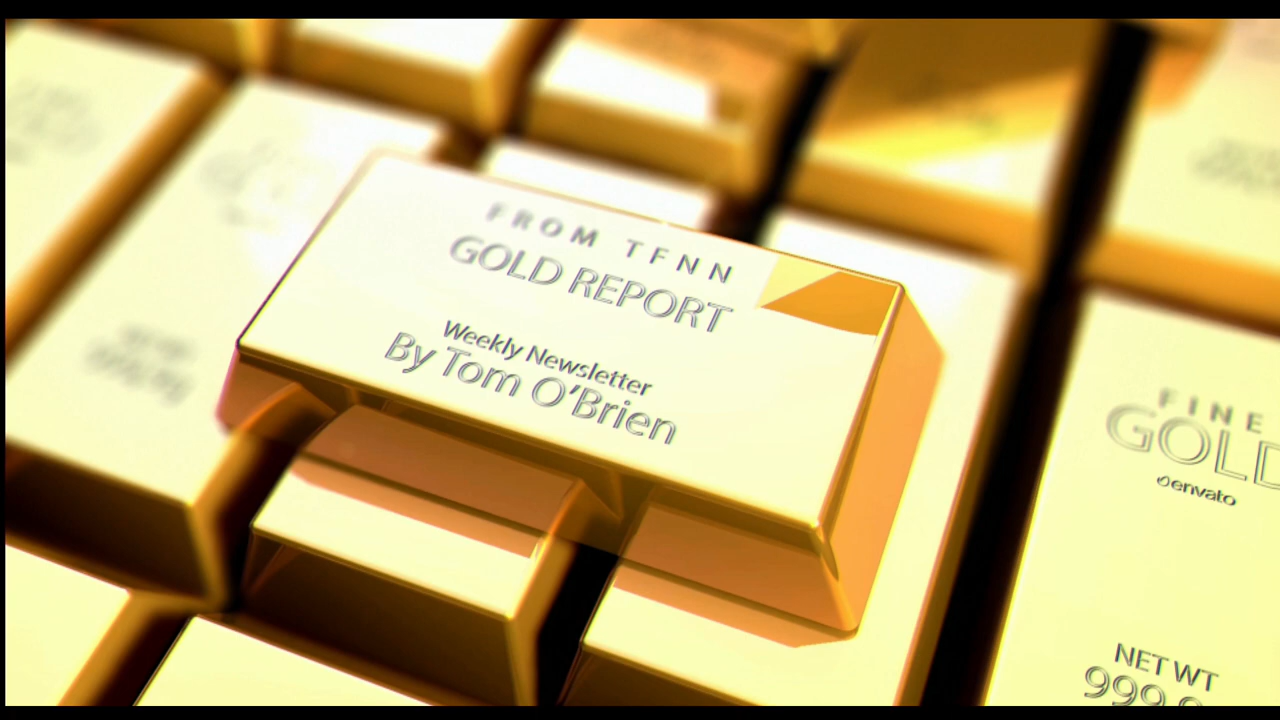 FROM TFNN
GOLD REPORT
Weekly Newsletter
By Tom O'Brien
FINE
GOLD
envato
NET WT